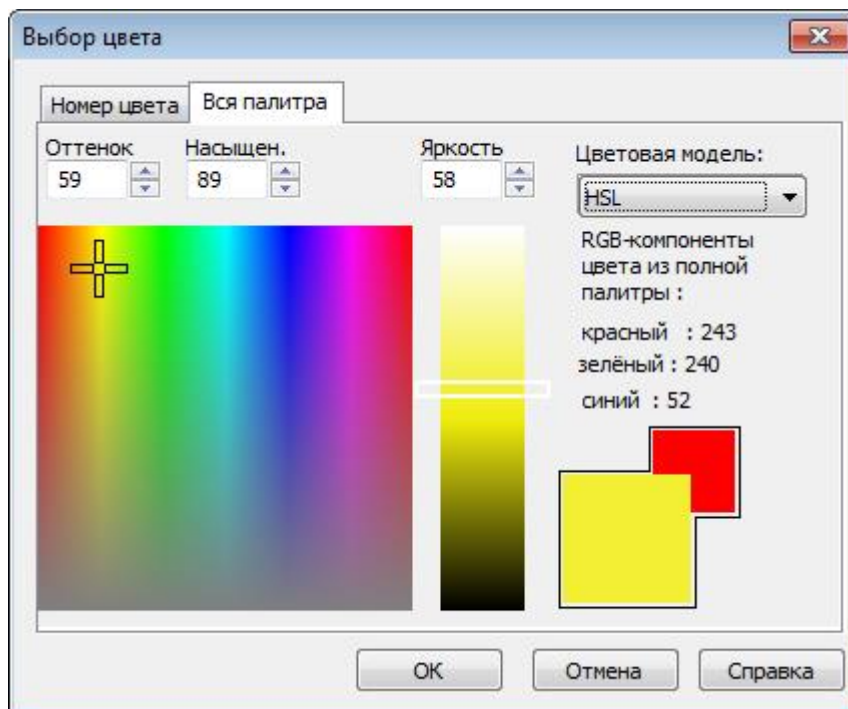 Выбор цвета
Номер цвета Вся палитра
Оттенок Насыщен. Яркость Цветовая модель:
59 89 58
HSL
RGB-компоненты
цвета из полной
палитры :
красный : 243
зелёный : 240
синий : 52
ОК Отмена Справка